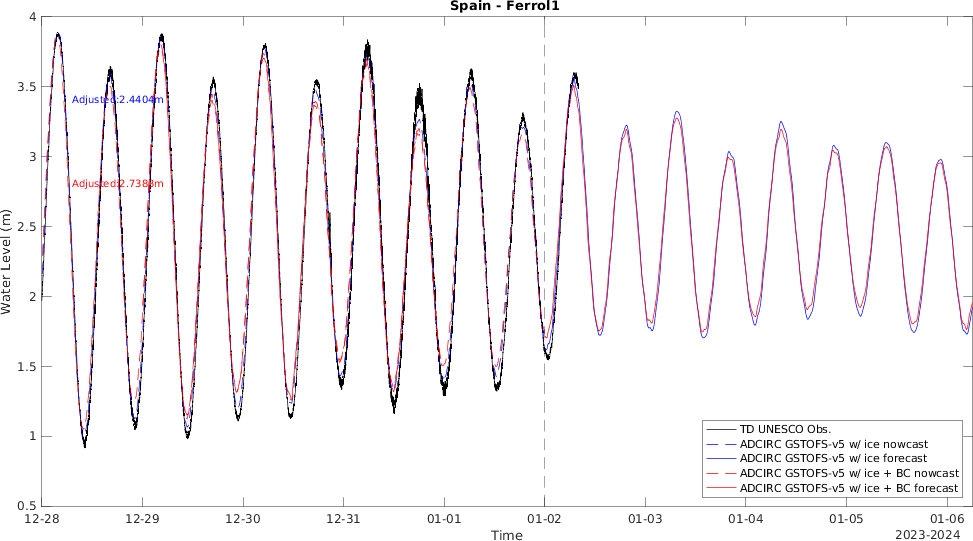 Spain - Ferrol1
4
3.5
3
2.5
2
1.5
1
0.5
Water Level (m)
Adjusted:2.4404m
Adjusted:2.7388m
TD UNESCO Obs.
ADCIRC GSTOFS-v5 w/ ice nowcast
ADCIRC GSTOFS-v5 w/ ice forecast
ADCIRC GSTOFS-v5 w/ ice + BC nowcast
ADCIRC GSTOFS-v5 w/ ice + BC forecast
12-28 12-29 12-30 12-31 01-01 01-02 01-03 01-04 01-05 01-06
Time
2023-2024